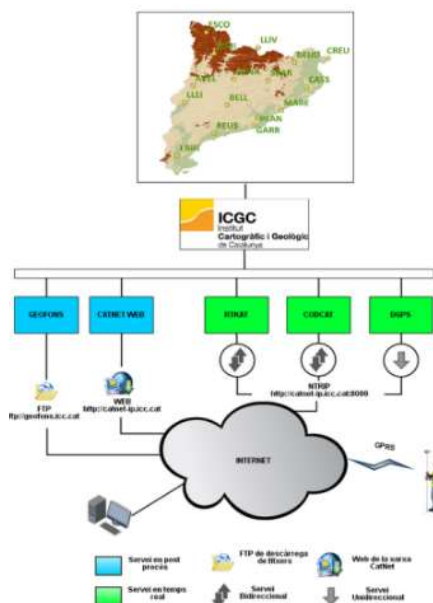 ESCO
LLIV
CREU
CASS
LLEI
BELL
MARE
REUS
GARR
ICGC
Institut
Cartogràfic i Geològic
de Catalunya
GEOFONS
CATNET WEB
RTKAT
CODCAT
DGPS
FTP
ftp://geofons.icc.cat
WEB
http://catnet-ip.icc.cat
NTRIP
http://catnet-ip.icc.cat:8080
INTERNET
GPRS
Servei en post
procés
FTP de descàrrega
de fitxers
Web de la xarxa
CatNet
Servei en temps
real
Servei
Bidireccional
Servei
Unidireccional